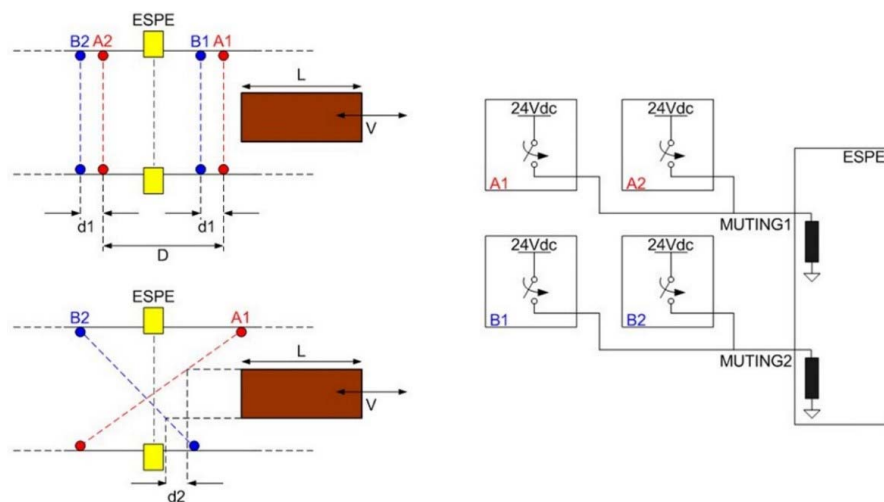 ESPE
B2 A2 B1 A1
L
V
d1 d1
D
ESPE
B2 A1
L
V
d2
24Vdc 24Vdc
ESPE
A1 A2
MUTING1
24Vdc 24Vdc
B1 B2
MUTING2